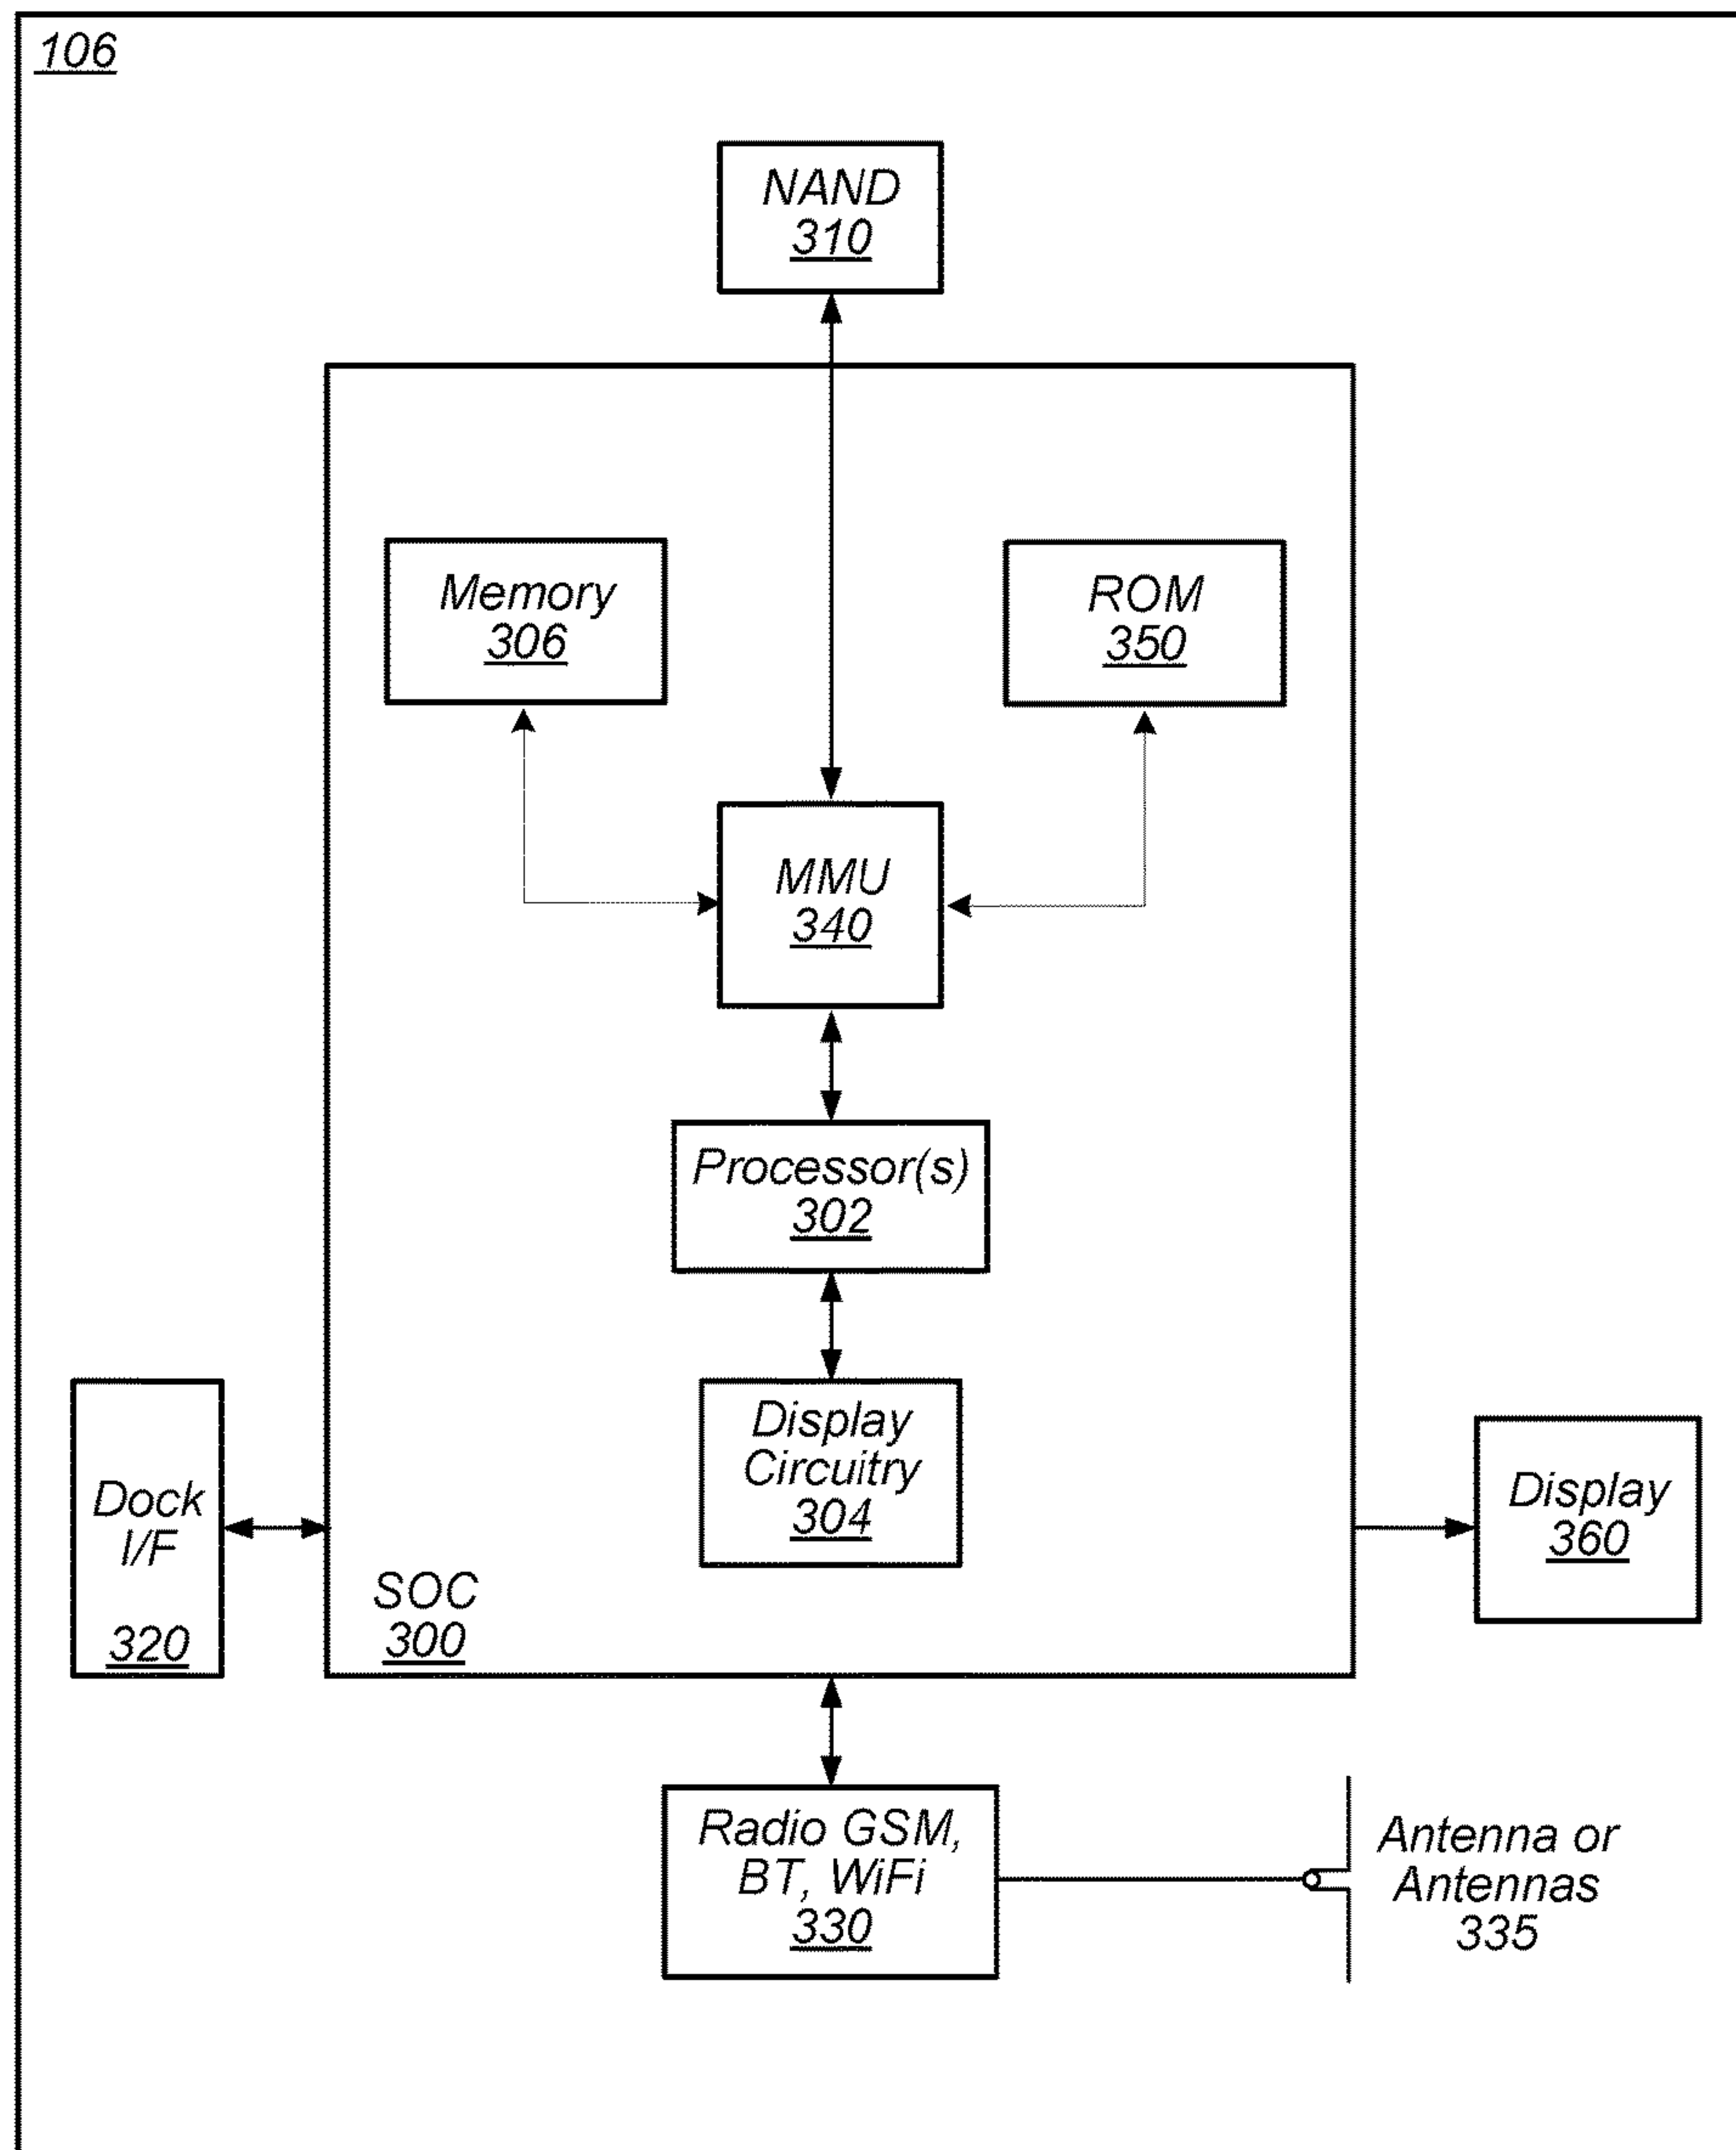 106
NAND
310
Memory
306
ROM
350
MMU
340
Processor(s)
302
Display
Circuitry
304
Dock
I/F
320
SOC
300
Display
360
Radio GSM,
BT, WiFi
330
Antenna or
Antennas
335